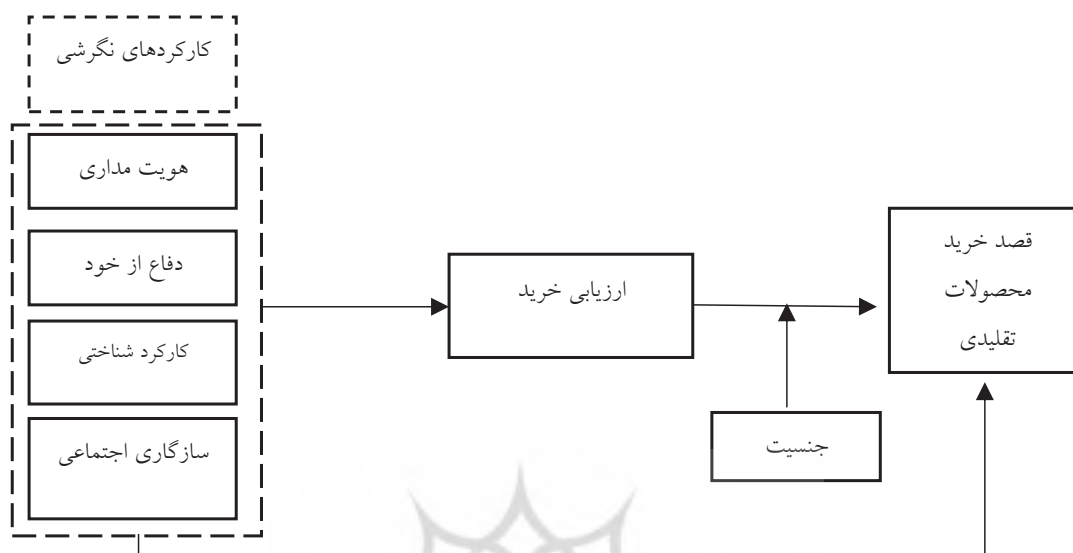 کارکردهای نگرشی
هویت مداری
دفاع از خود
کارکرد شناختی
سازگاری اجتماعی
ارزیابی خرید
جنسیت
قصد خرید
محصولات
تقلیدی